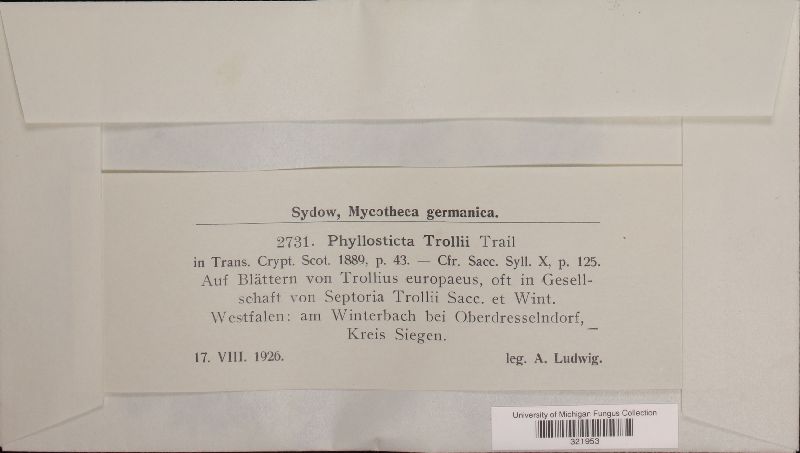 Sydow, Mycotheca germanica.
2731. Phyllosticta Trollii Trail
in Trans. Crypt. Scot. 1889, p. 43. — Cfr. Sacc. Syll. X, p. 125.
Auf Blättern von Trollius europaeus, oft in Gesell-
schaft von Septoria Trollii Sacc. et Wint.
Westfalen: am Winterbach bei Oberdresselndorf,
Kreis Siegen.
17. VIII. 1926. leg. A. Ludwig.
University of Michigan Fungus Collection
321953